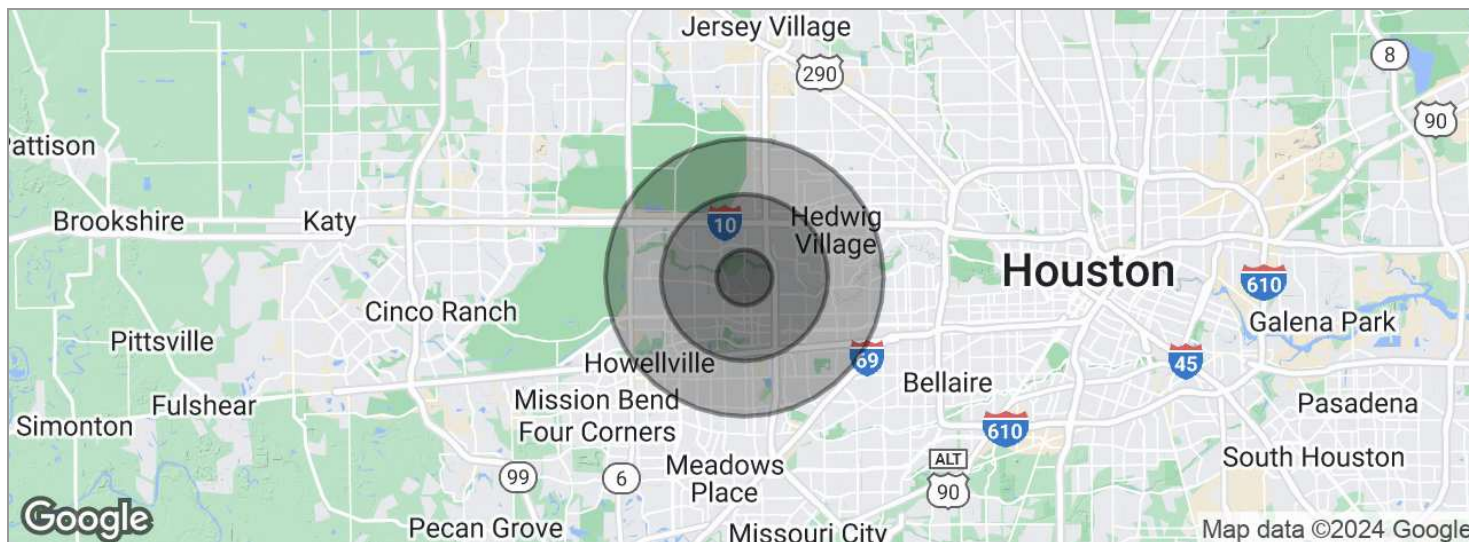 Jersey Village
290
8
90
Pattison
Brookshire
Katy
10
Hedwig
Village
Houston
610
Cinco Ranch
Galena Park
Pittsville
Howellville
69
45
Bellaire
Fulshear
Mission Bend
Pasadena
Simonton
Four Corners
610
South Houston
ALT
90
Meadows
Place
99
6
Google
Pecan Grove
Missouri City
Map data ©2024 Google